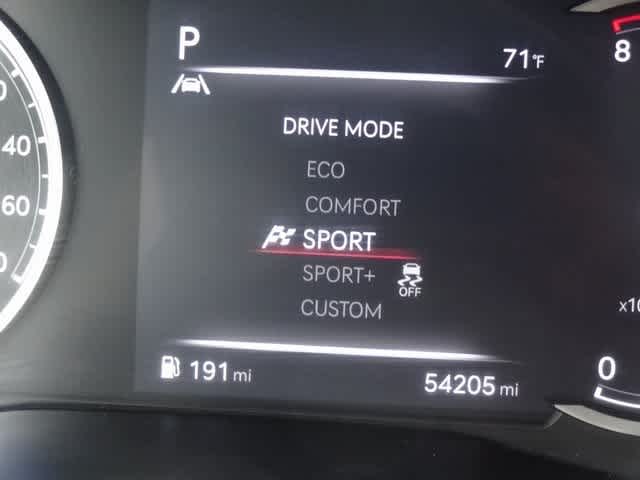 P
71°F
8
DRIVE MODE
ECO
40
COMFORT
60
SPORT
SPORT+
OFF
CUSTOM
0
191 mi
54205 mi